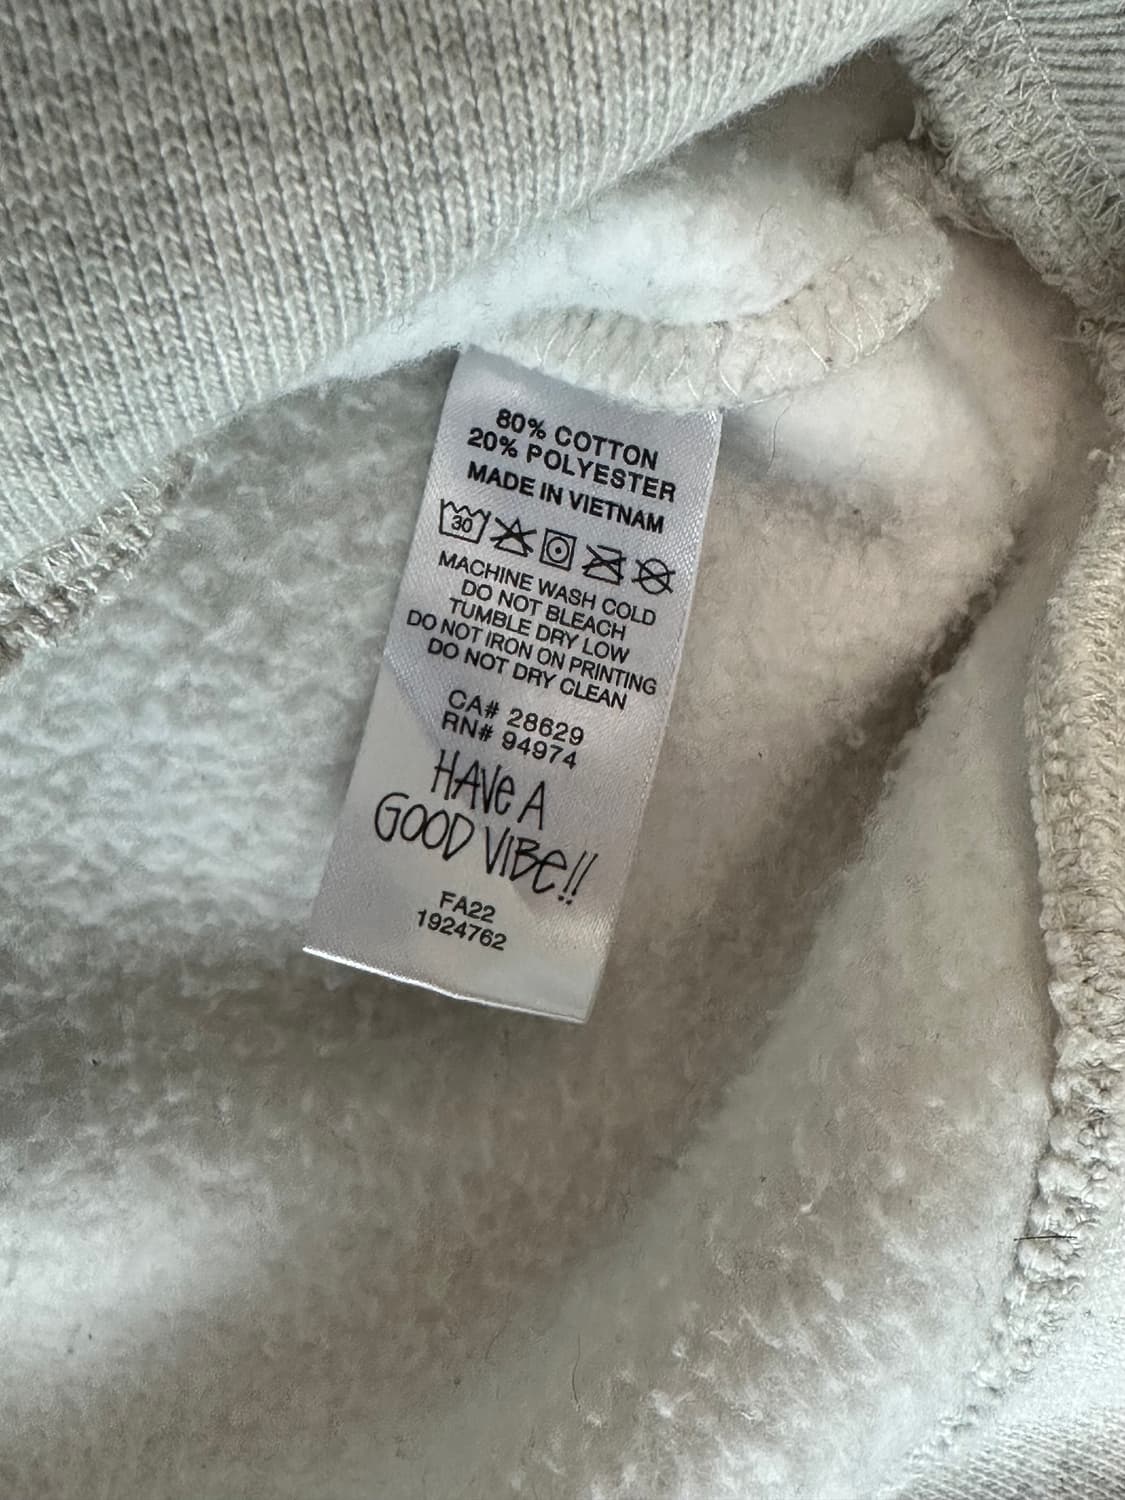 80% COTTON
20% POLYESTER
MADE IN VIETNAM
30
MACHINE WASH COLD
DO NOT BLEACH
TUMBLE DRY LOW
DO NOT IRON ON PRINTING
DO NOT DRY CLEAN
CA# 28629
RN# 94974
HAVE A
GOOD VIBE!!
FA22
1924762